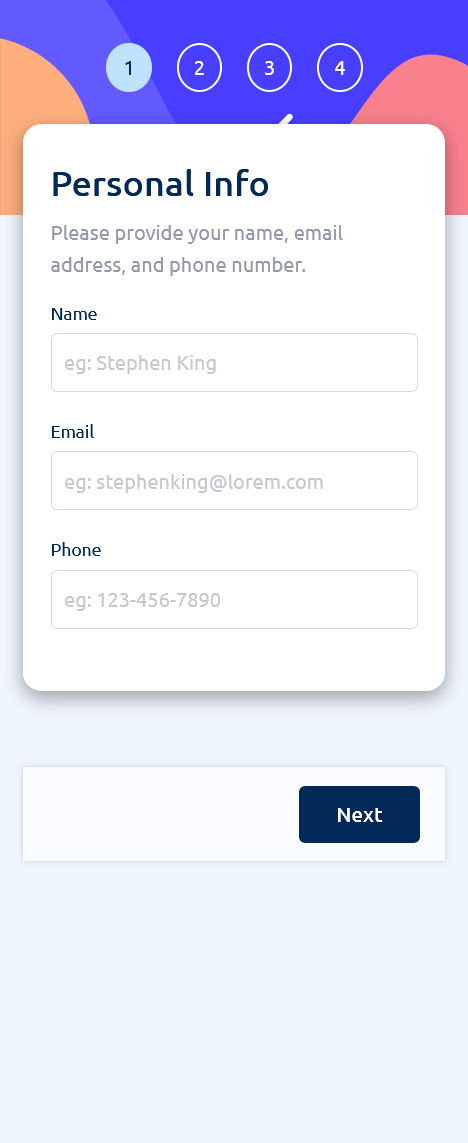 1 2 3 4
Personal Info
Please provide your name, email
address, and phone number.
Name
eg: Stephen King
Email
eg: stephenking@lorem.com
Phone
eg: 123-456-7890
Next